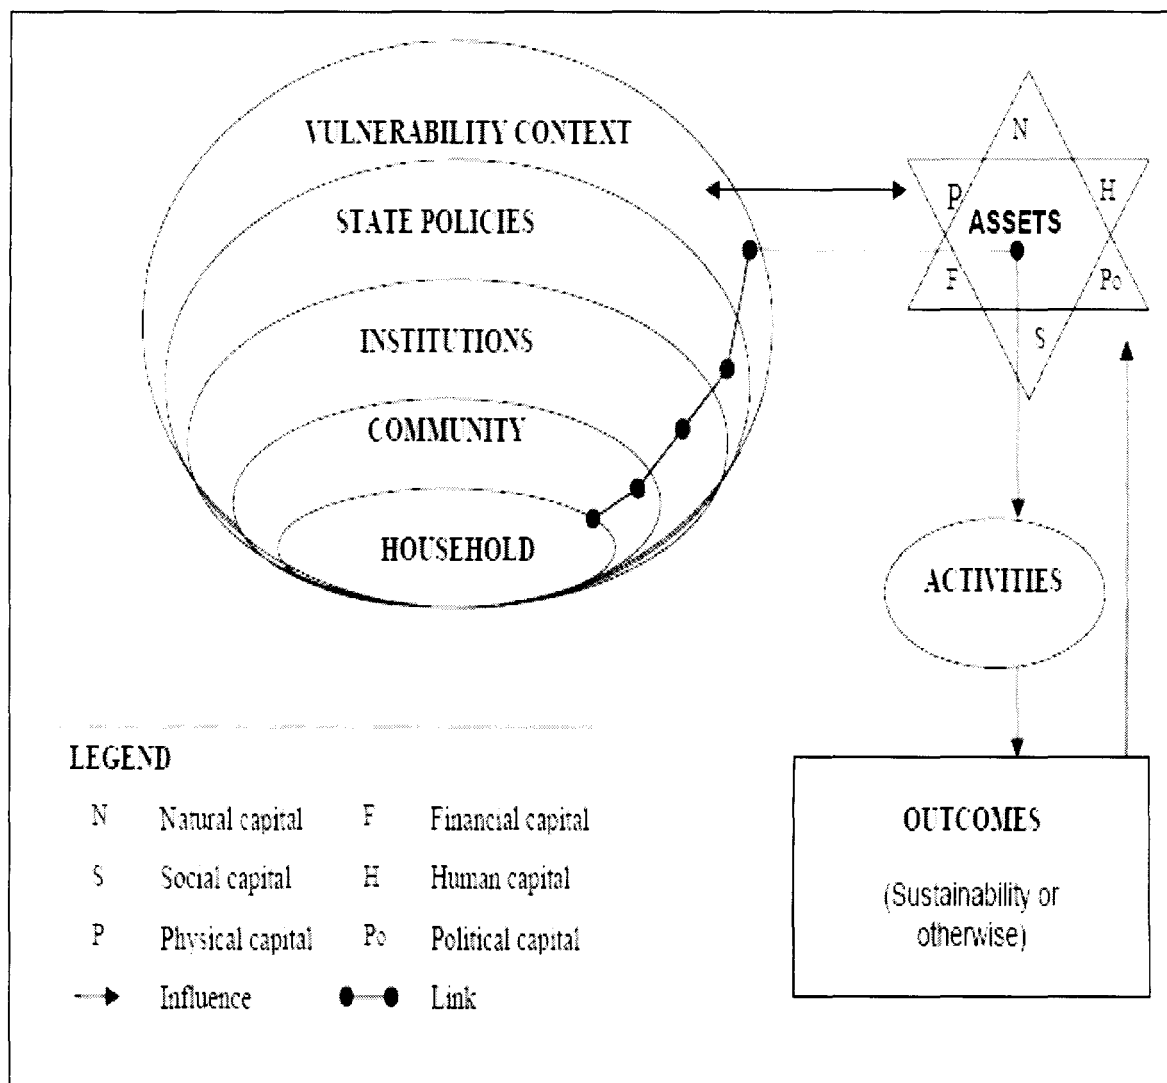 VULNERABILITY CONTEXT
STATE POLICIES
INSTITUTIONS
COMMUNITY
HOUSEHOLD
N
P
H
ASSETS
F
Po
S
ACTIVITIES
OUTCOMES
(Sustainability or
otherwise)
LEGEND
N Natural capital F Financial capital
S Social capital H Human capital
P Physical capital Po Political capital
Influence Link